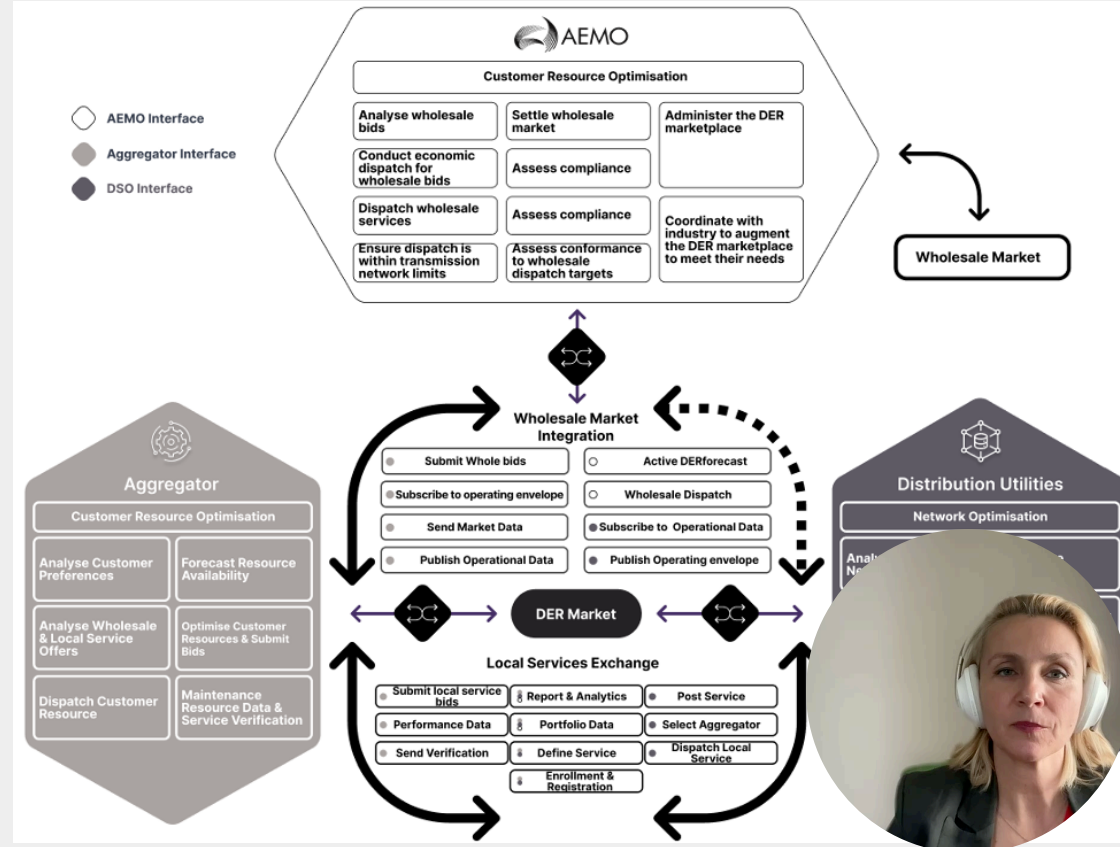 AEMO
Customer Resource Optimisation
Analyse wholesale
bids
Settle wholesale
market
Administer the DER
marketplace
Conduct economic
dispatch for
wholesale bids
Assess compliance
Dispatch wholesale
services
Assess compliance
Coordinate with
industry to augment
the DER marketplace
to meet their needs
Ensure dispatch is
within transmission
network limits
Assess conformance
to wholesale
dispatch targets
AEMO Interface
Aggregator Interface
DSO Interface
Wholesale Market
Wholesale Market
Integration
Submit Whole bids
Active DERforecast
Subscribe to operating envelope
Wholesale Dispatch
Send Market Data
Subscribe to Operational Data
Publish Operational Data
Publish Operating envelope
DER Market
Local Services Exchange
Submit local service
bids
Report & Analytics
Post Service
Performance Data
Portfolio Data
Select Aggregator
Send Verification
Define Service
Dispatch Local
Service
Enrollment &
Registration
Aggregator
Customer Resource Optimisation
Analyse Customer
Preferences
Forecast Resource
Availability
Analyse Wholesale
& Local Service
Offers
Optimise Customer
Resources & Submit
Bids
Dispatch Customer
Resource
Maintenance
Resource Data &
Service Verification
Distribution Utilities
Network Optimisation